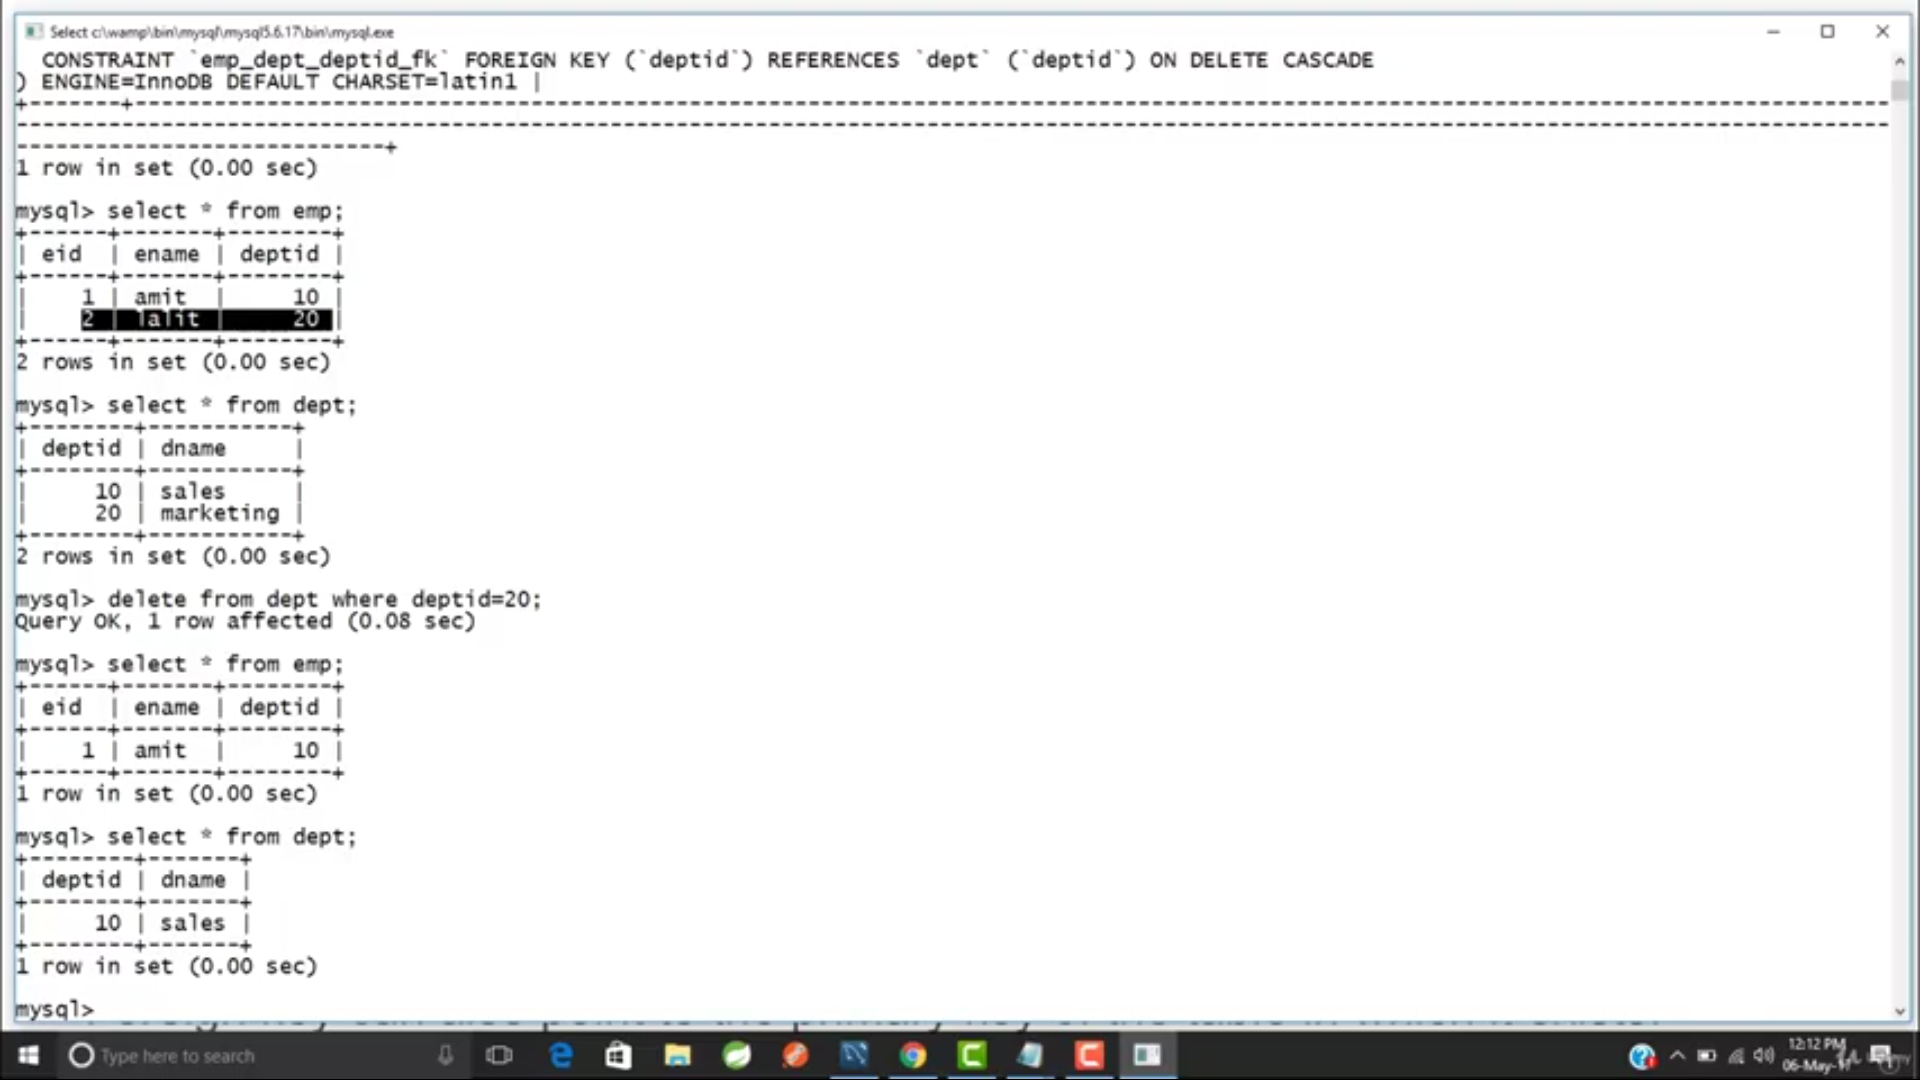 Select c:\wamp\bin\mysql\mysql5.6.17\bin\mysql.exe
CONSTRAINT `emp_dept_deptid_fk` FOREIGN KEY (`deptid`) REFERENCES `dept` (`deptid`) ON DELETE CASCADE
) ENGINE=InnoDB DEFAULT CHARSET=latin1 |
1 row in set (0.00 sec)
mysql> select * from emp;
| eid | ename | deptid |
| 1 | amit | 10 |
| 2 | lalit | 20 |
2 rows in set (0.00 sec)
mysql> select * from dept;
| deptid | dname |
| 10 | sales |
| 20 | marketing |
2 rows in set (0.00 sec)
mysql> delete from dept where deptid=20;
Query OK, 1 row affected (0.08 sec)
mysql> select * from emp;
| eid | ename | deptid |
| 1 | amit | 10 |
1 row in set (0.00 sec)
mysql> select * from dept;
| deptid | dname |
| 10 | sales |
1 row in set (0.00 sec)
mysql>
Type here to search
12:12 PM